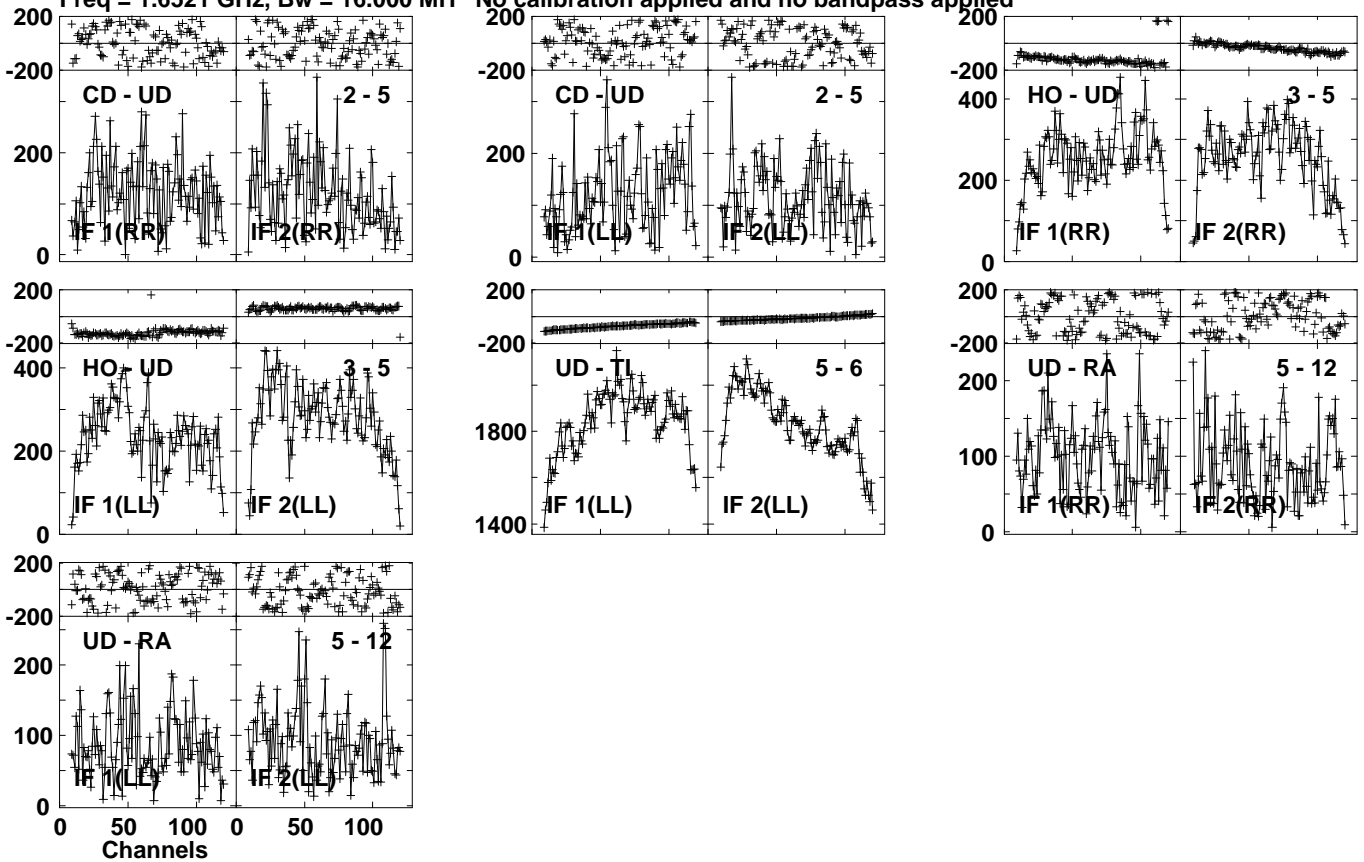 Freq = 1.6521 GHz, Bw = 16.000 MH No calibration applied and no bandpass applied
200
-200
CD - UD
2 - 5
200
0
IF 1(RR)
IF 2(RR)
200
-200
CD - UD
2 - 5
200
0
IF 1(LL)
IF 2(LL)
200
-200
HO - UD
3 - 5
400
200
0
IF 1(RR)
IF 2(RR)
200
-200
HO - UD
3 - 5
400
200
0
IF 1(LL)
IF 2(LL)
200
-200
UD - TI
5 - 6
1800
1400
IF 1(LL)
IF 2(LL)
200
-200
UD - RA
5 - 12
200
100
0
IF 1(RR)
IF 2(RR)
200
-200
UD - RA
5 - 12
200
100
0
IF 1(LL)
IF 2(LL)
0 50 100 0 50 100
Channels